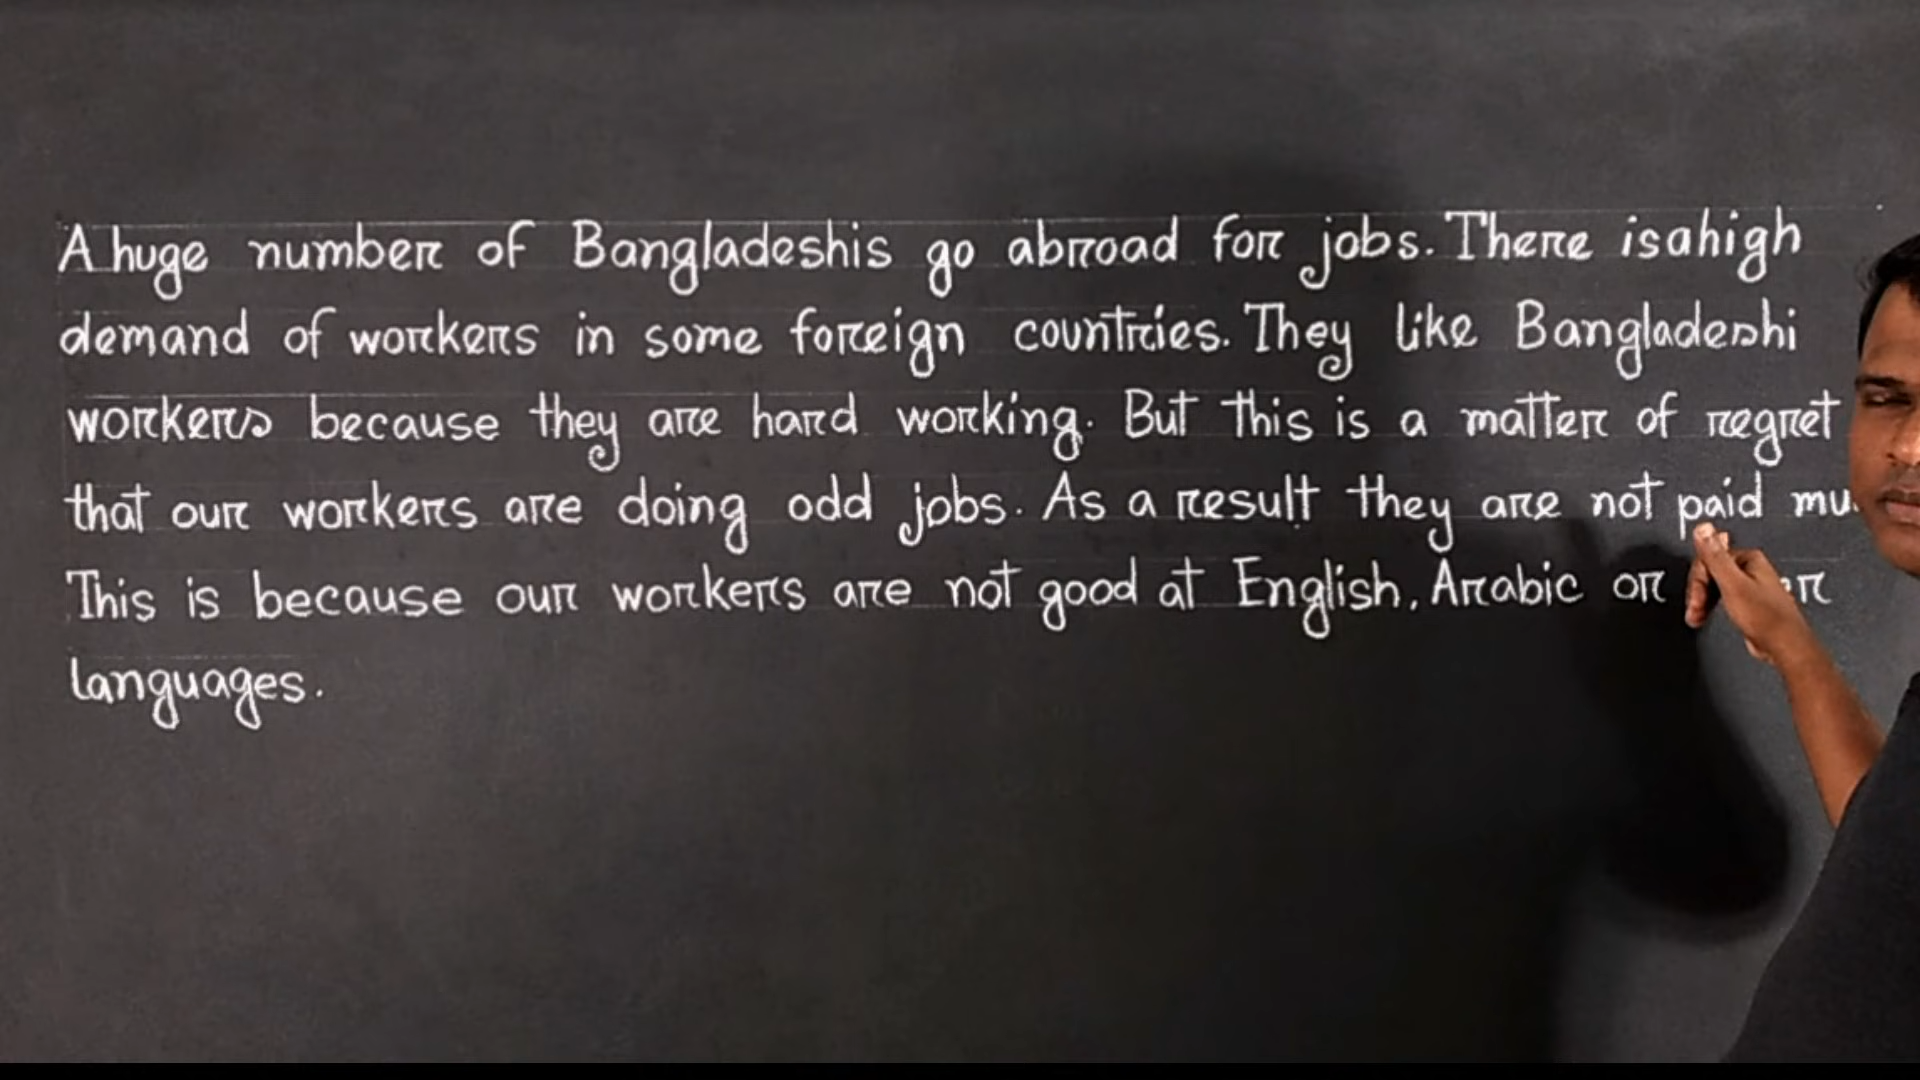 A huge number of Bangladeshis go abroad for jobs. There is a high
demand of workers in some foreign countries. They like Bangladeshi
workers because they are hard working. But this is a matter of regret
that our workers are doing odd jobs. As a result they are not paid
This is because our workers are not good at English, Arabic or
languages.